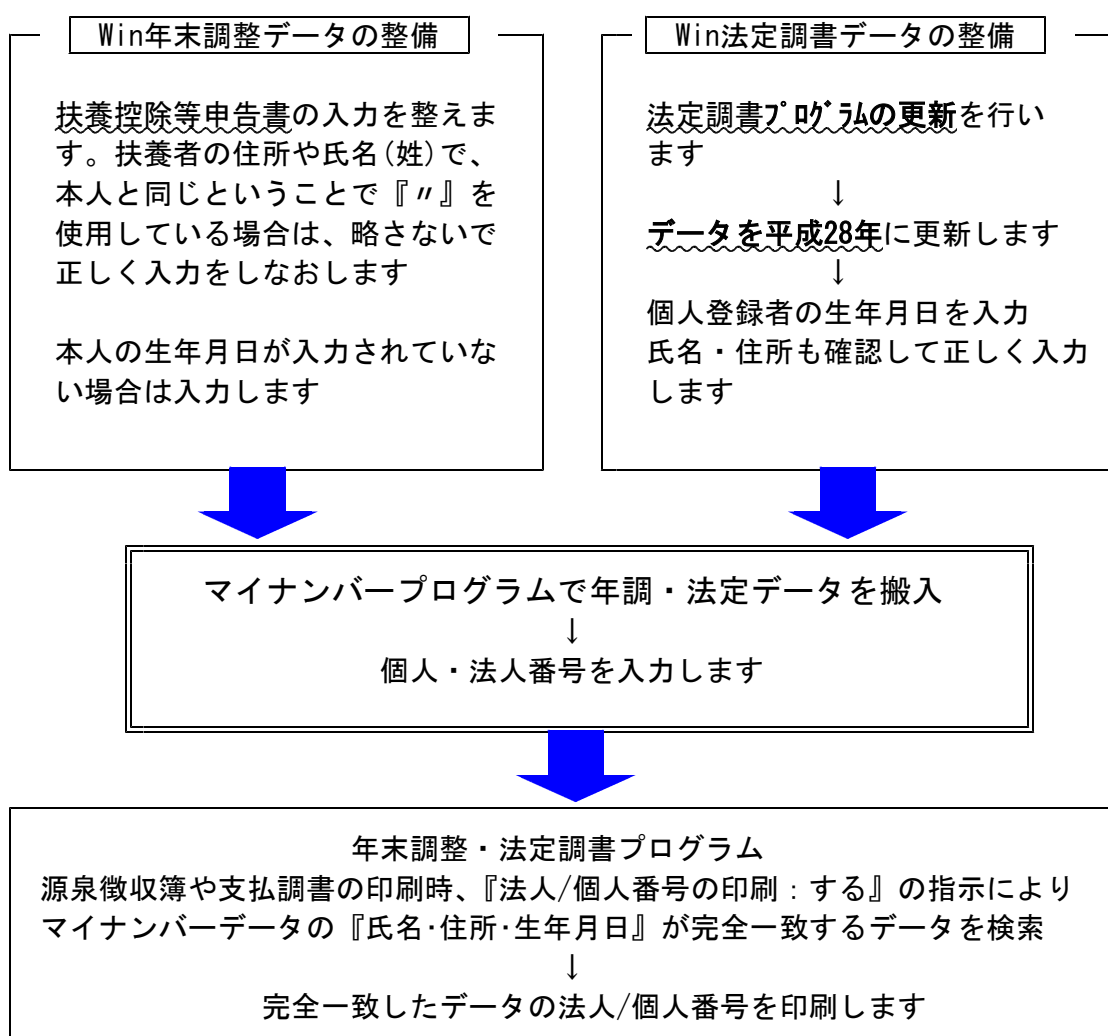 Win年末調整データの整備
扶養控除等申告書の入力を整えま
す。扶養者の住所や氏名(姓)で、
本人と同じということで『〃』を
使用している場合は、略さないで
正しく入力をしなおします
本人の生年月日が入力されていな
い場合は入力します
Win法定調書データの整備
法定調書ﾌﾟﾛｸﾞﾗﾑの更新を行い
ます
↓
データを平成28年に更新します
↓
個人登録者の生年月日を入力
氏名・住所も確認して正しく入力
します
マイナンバープログラムで年調・法定データを搬入
↓
個人・法人番号を入力します
年末調整・法定調書プログラム
源泉徴収簿や支払調書の印刷時、『法人/個人番号の印刷：する』の指示により
マイナンバーデータの『氏名･住所･生年月日』が完全一致するデータを検索
↓
完全一致したデータの法人/個人番号を印刷します